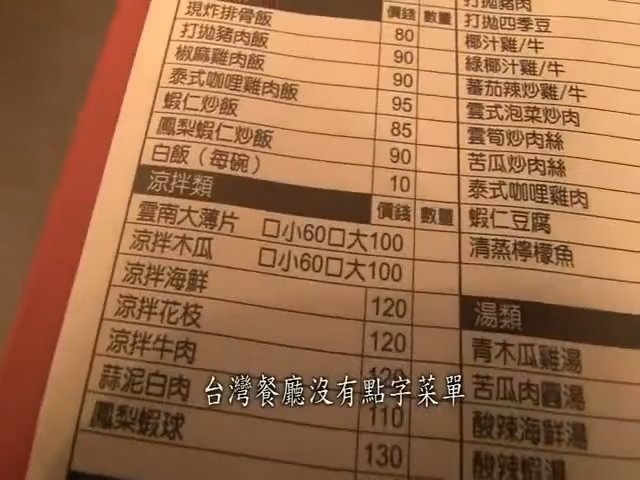 價錢 數量
現炸排骨飯 80
打拋豬肉飯 90
椒麻雞肉飯 90
泰式咖哩雞肉飯 95
蝦仁炒飯 85
鳳梨蝦仁炒飯 90
白飯（每碗） 10
涼拌類 價錢 數量
雲南大薄片 口小60口大100
涼拌木瓜 口小60口大100
涼拌海鮮 120
涼拌花枝 120
涼拌牛肉 120
蒜泥白肉 110
鳳梨蝦球 130
打拋豬肉
打拋四季豆
椰汁雞/牛
綠椰汁雞/牛
蕃茄辣炒雞/牛
雲式泡菜炒肉
雲筍炒肉絲
苦瓜炒肉絲
泰式咖哩雞肉
蝦仁豆腐
清蒸檸檬魚
湯類
青木瓜雞湯
苦瓜肉圓湯
酸辣海鮮湯
酸辣蝦湯
台灣餐廳沒有點字菜單